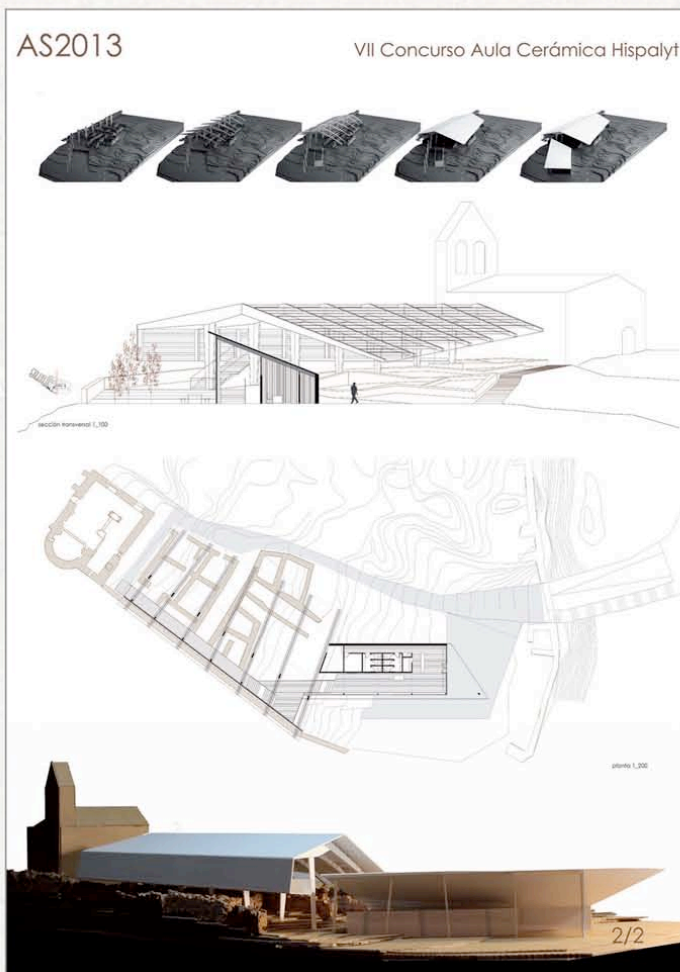 AS2013
VII Concurso Aula Cerámica Hispalyt
sección transversal 1_100
planta 1_200
2/2